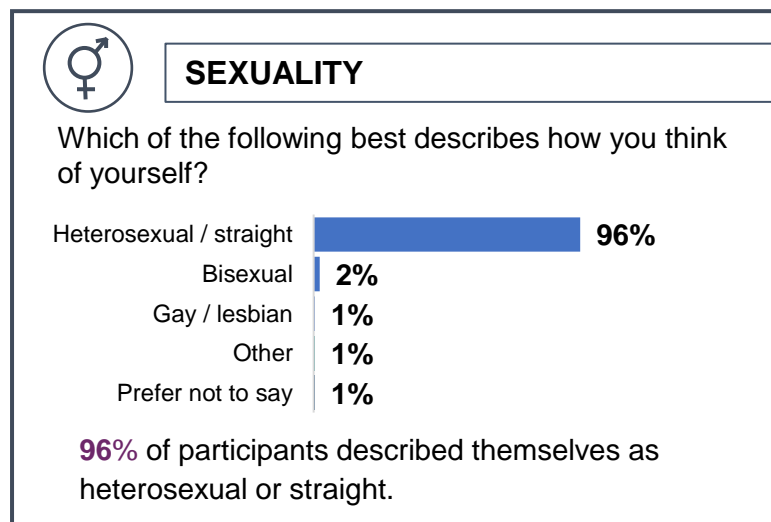 SEXUALITY
Which of the following best describes how you think
of yourself?
Heterosexual / straight 96%
Bisexual 2%
Gay / lesbian 1%
Other 1%
Prefer not to say 1%
96% of participants described themselves as
heterosexual or straight.